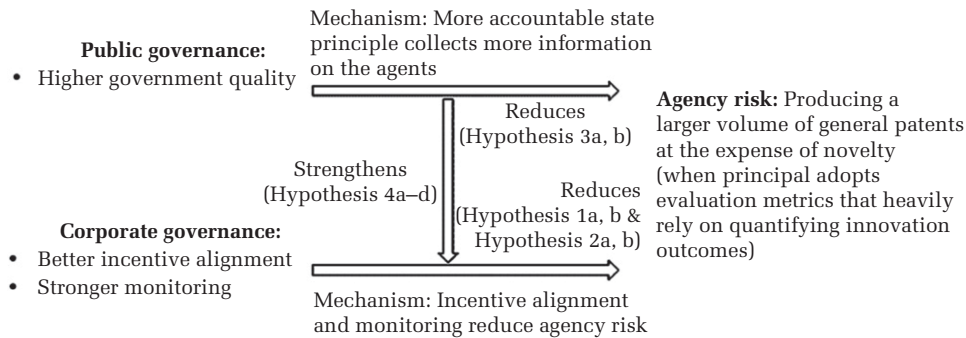 Public governance:
• Higher government quality
Mechanism: More accountable state
principle collects more information
on the agents
Reduces
(Hypothesis 3a, b)
Strengthens
(Hypothesis 4a–d)
Reduces
(Hypothesis 1a, b &
Hypothesis 2a, b)
Corporate governance:
• Better incentive alignment
• Stronger monitoring
Mechanism: Incentive alignment
and monitoring reduce agency risk
Agency risk: Producing a
larger volume of general patents
at the expense of novelty
(when principal adopts
evaluation metrics that heavily
rely on quantifying innovation
outcomes)